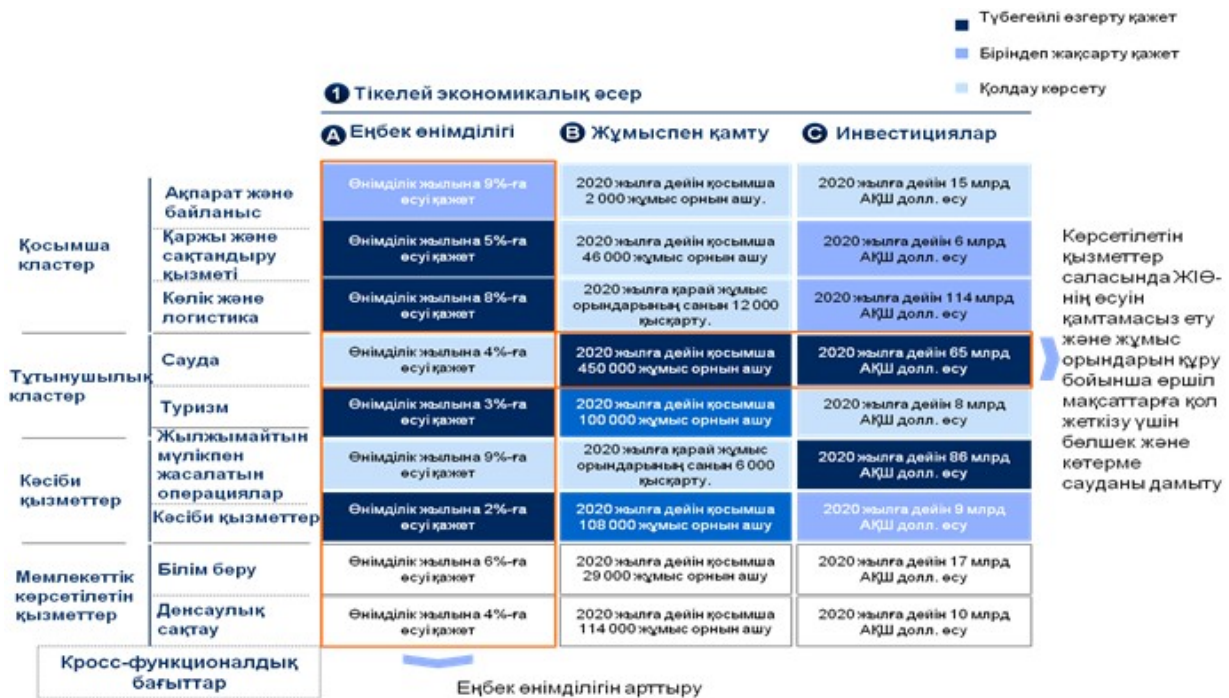 Түбегейлі өзгерту қажет
Біріндеп жақсарту қажет
Қолдау көрсету
1 Тікелей экономикалық әсер
A Еңбек өнімділігі
B Жұмыспен қамту
C Инвестициялар
Қосымша
кластер
Ақпарат және
байланыс
Өнімділік жылына 9%-ға
өсуі қажет
2020 жылға дейін қосымша
2 000 жұмыс орнын ашу.
2020 жылға дейін 15 млрд
АҚШ долл. өсу
Қаржы және
сақтандыру
қызметі
Өнімділік жылына 5%-ға
өсуі қажет
2020 жылға дейін қосымша
46 000 жұмыс орнын ашу
2020 жылға дейін 6 млрд
АҚШ долл. өсу
Көлік және
логистика
Өнімділік жылына 8%-ға
өсуі қажет
2020 жылға қарай жұмыс
орындарының санын 12 000
қысқарту.
2020 жылға дейін 114 млрд
АҚШ долл. өсу
Тұтынушылық
кластер
Сауда
Өнімділік жылына 4%-ға
өсуі қажет
2020 жылға дейін қосымша
450 000 жұмыс орнын ашу
2020 жылға дейін 65 млрд
АҚШ долл. өсу
Туризм
Өнімділік жылына 3%-ға
өсуі қажет
2020 жылға дейін қосымша
100 000 жұмыс орнын ашу
2020 жылға дейін 8 млрд
АҚШ долл. өсу
Кәсіби
қызметтер
Жылжымайтын
мүлікпен
жасалатын
операциялар
Өнімділік жылына 9%-ға
өсуі қажет
2020 жылға қарай жұмыс
орындарының санын 6 000
қысқарту.
2020 жылға дейін 86 млрд
АҚШ долл. өсу
Кәсіби қызметтер
Өнімділік жылына 2%-ға
өсуі қажет
2020 жылға дейін қосымша
108 000 жұмыс орнын ашу
2020 жылға дейін 9 млрд
АҚШ долл. өсу
Мемлекеттік
көрсетілетін
қызметтер
Білім беру
Өнімділік жылына 6%-ға
өсуі қажет
2020 жылға дейін қосымша
29 000 жұмыс орнын ашу
2020 жылға дейін 17 млрд
АҚШ долл. өсу
Денсаулық
сақтау
Өнімділік жылына 4%-ға
өсуі қажет
2020 жылға дейін қосымша
114 000 жұмыс орнын ашу
2020 жылға дейін 10 млрд
АҚШ долл. өсу
Көрсетілетін
қызметтер
саласында ЖІӨ-
нің өсуін
қамтамасыз ету
және жұмыс
орындарын құру
бойынша өршіл
мақсаттарға қол
жеткізу үшін
бөлшек және
көтерме
сауданы дамыту
Кросс-функционалдық
бағыттар
Еңбек өнімділігін арттыру